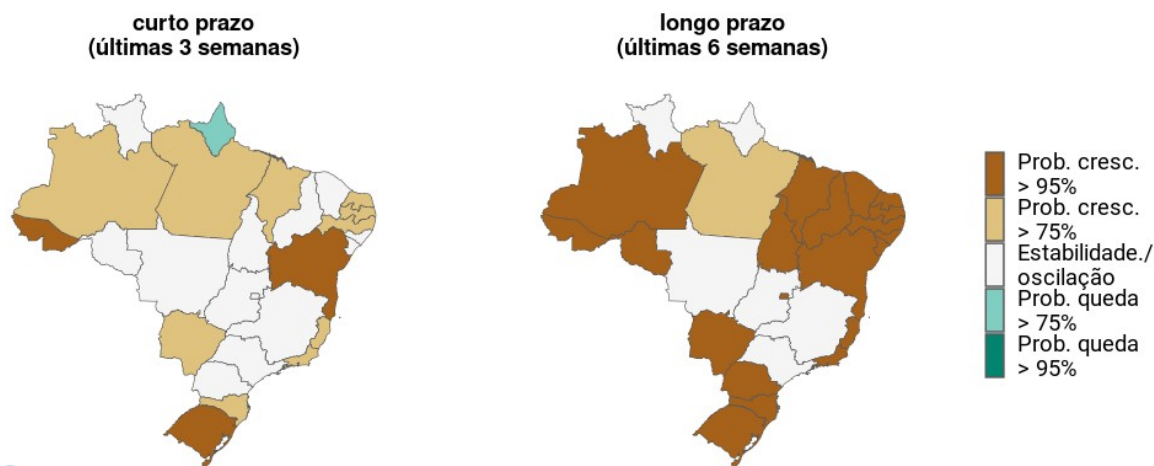 curto prazo
(últimas 3 semanas)
longo prazo
(últimas 6 semanas)
Prob. cresc.
> 95%
Prob. cresc.
> 75%
Estabilidade./
oscilação
Prob. queda
> 75%
Prob. queda
> 95%